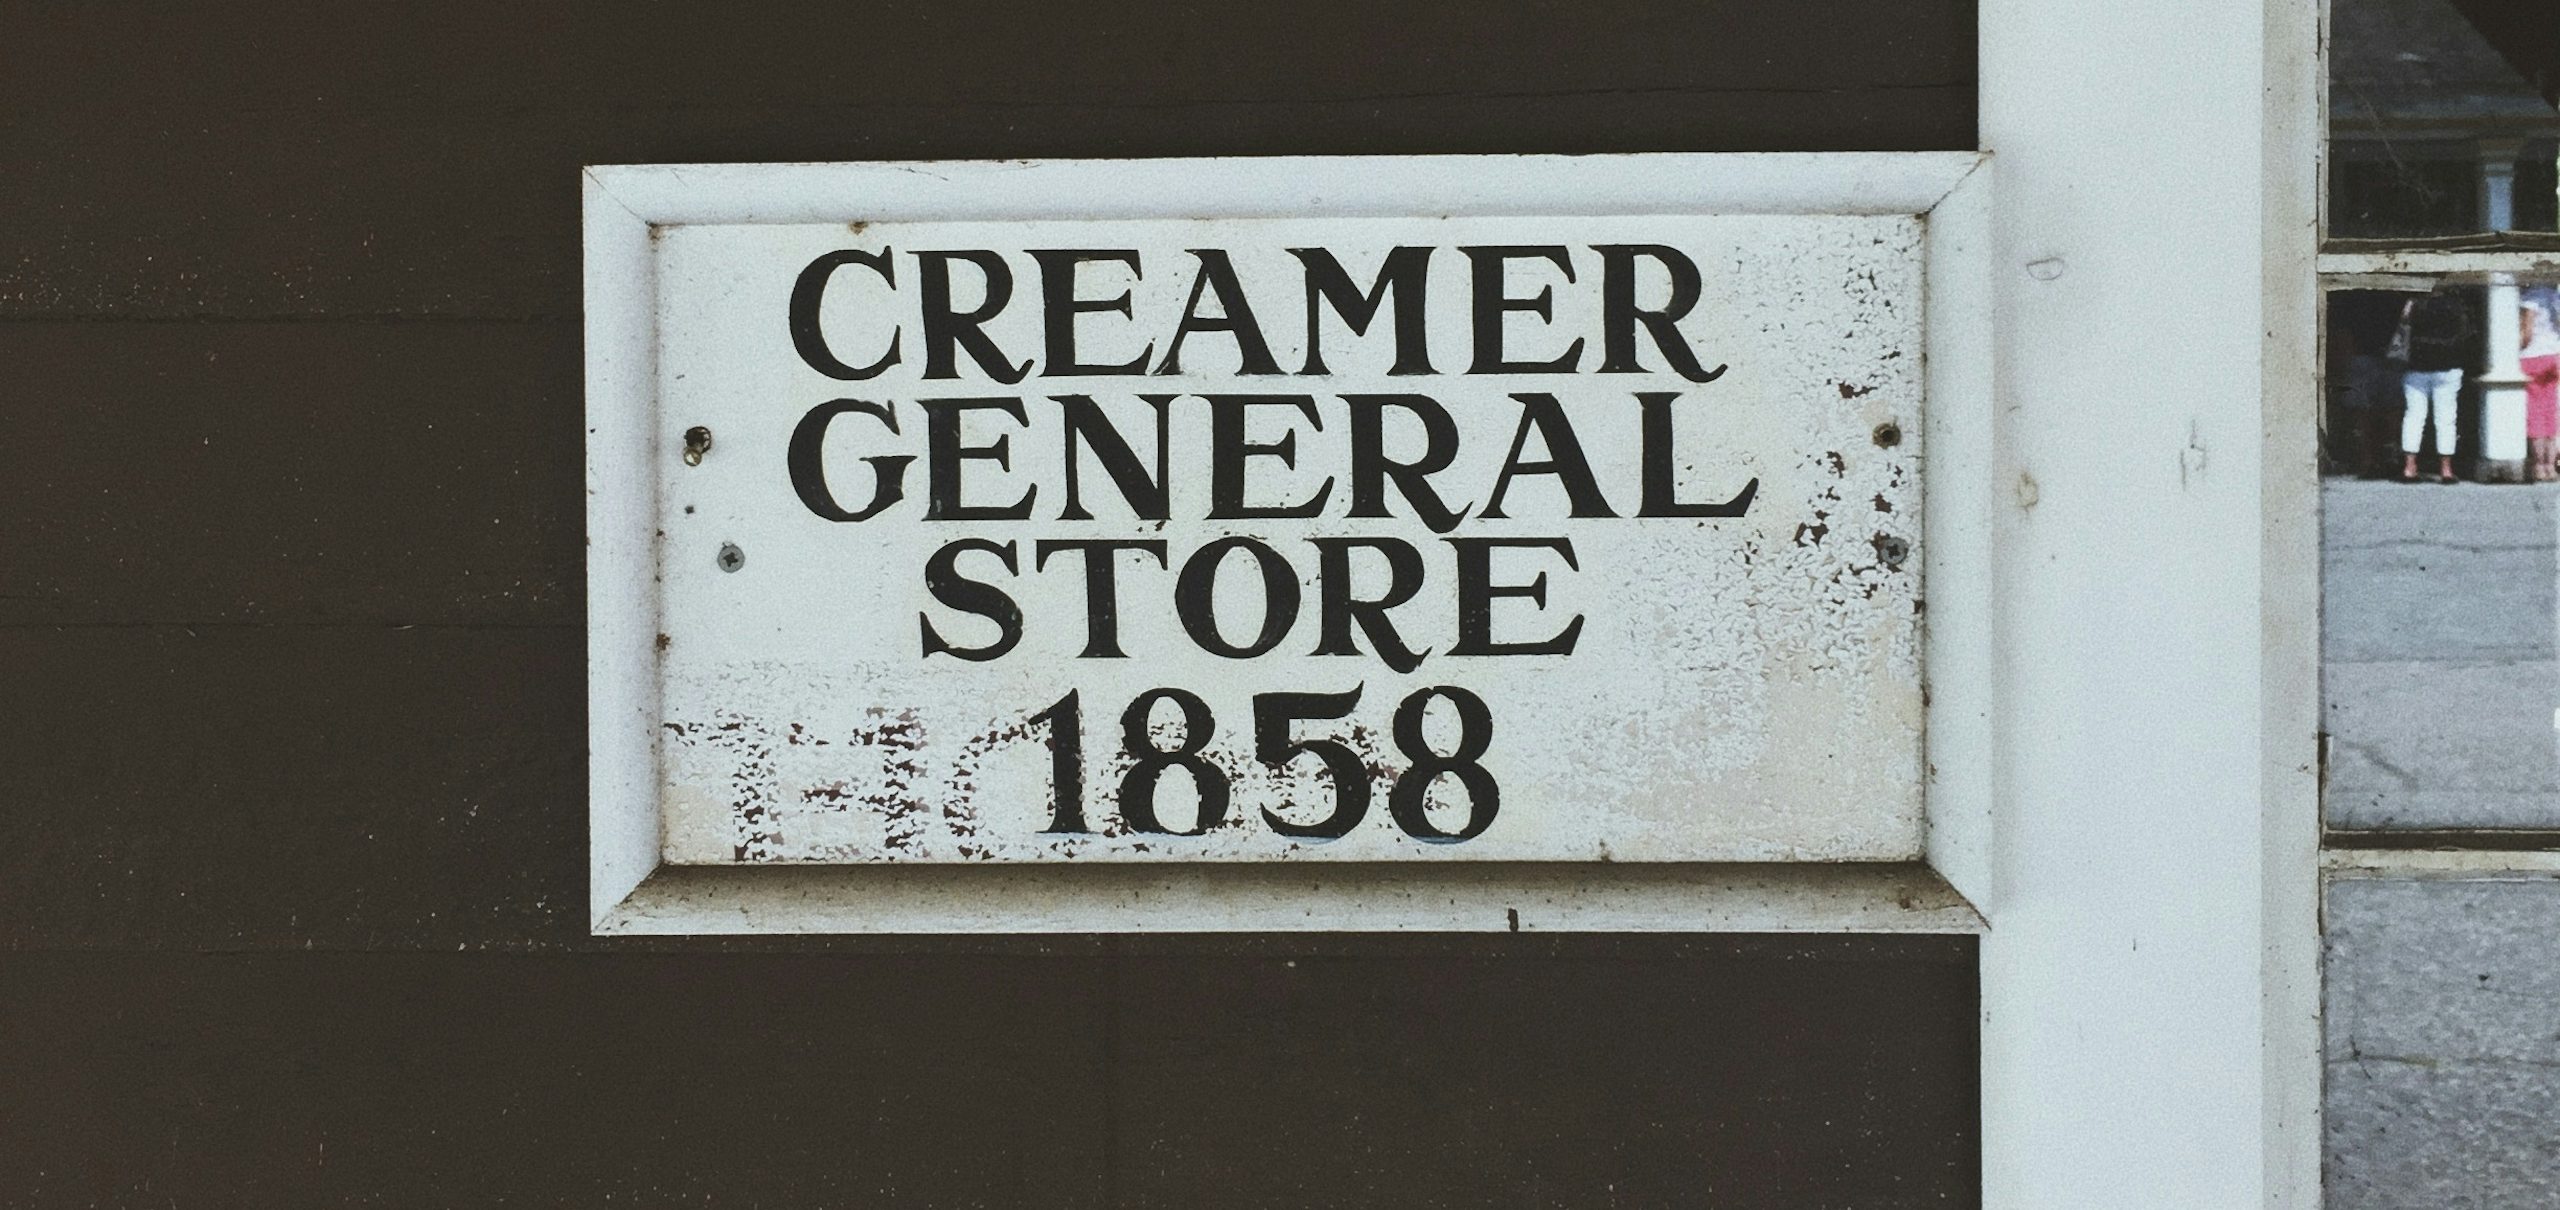 CREAMER
GENERAL
STORE
1858